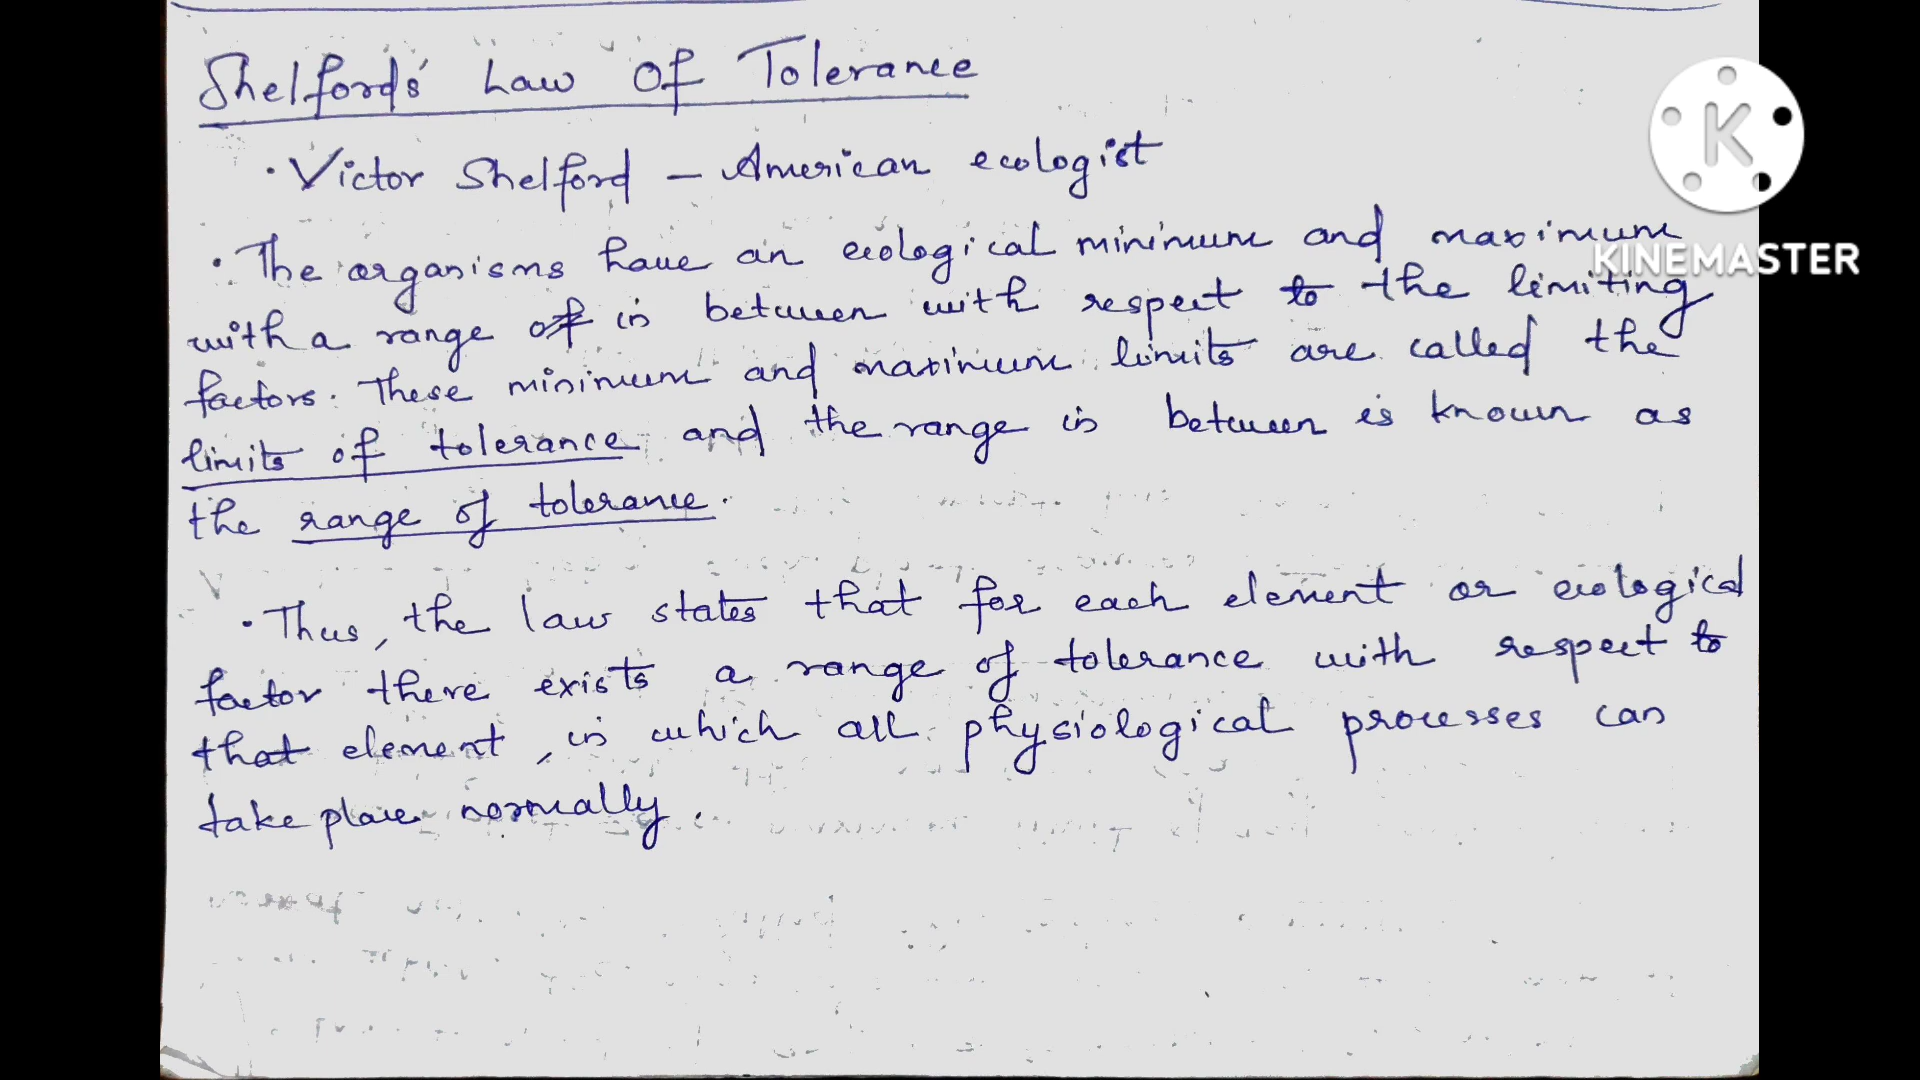 Shelford's Law Of Tolerance
· Victor Shelford – American ecologist
· The organisms have an ecological minimum and maximum
with a range of in between with respect to the limiting
factors. These minimum and maximum limits are called the
limits of tolerance and the range in between is known as
the range of tolerance.
· Thus, the law states that for each element or ecological
factor there exists a range of tolerance with respect to
that element, in which all physiological processes can
take place normally.
K
KINEMASTER